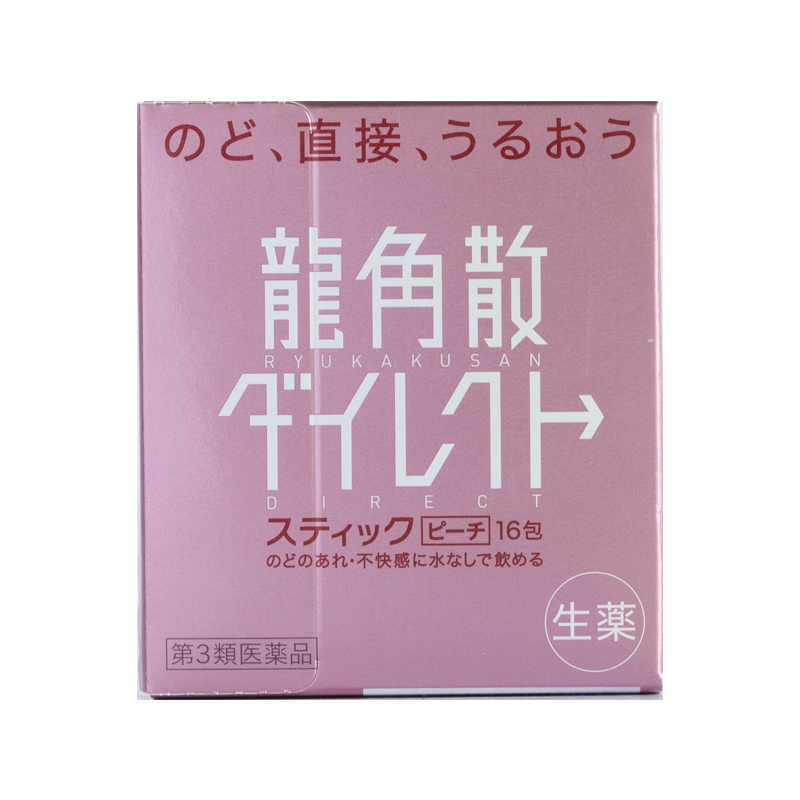 のど、直接、うるおう
龍角散
RYUKAKUSAN
ダイレクト
DIRECT
スティック ピーチ 16包
のどのあれ・不快感に水なしで飲める
生薬
第3類医薬品